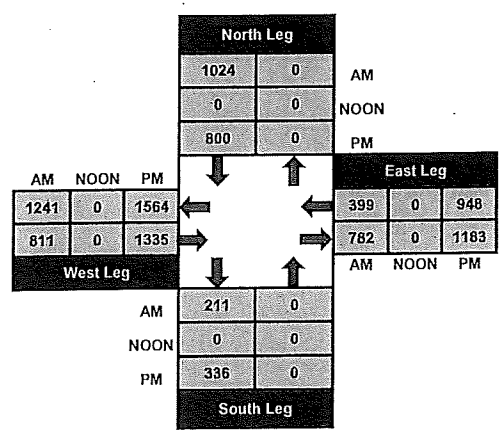 North Leg
1024 0 AM
0 0 NOON
800 0 PM
AM NOON PM East Leg
1241 0 1564 399 0 948
811 0 1335 782 0 1183
West Leg AM NOON PM
AM 211 0
NOON 0 0
PM 336 0
South Leg